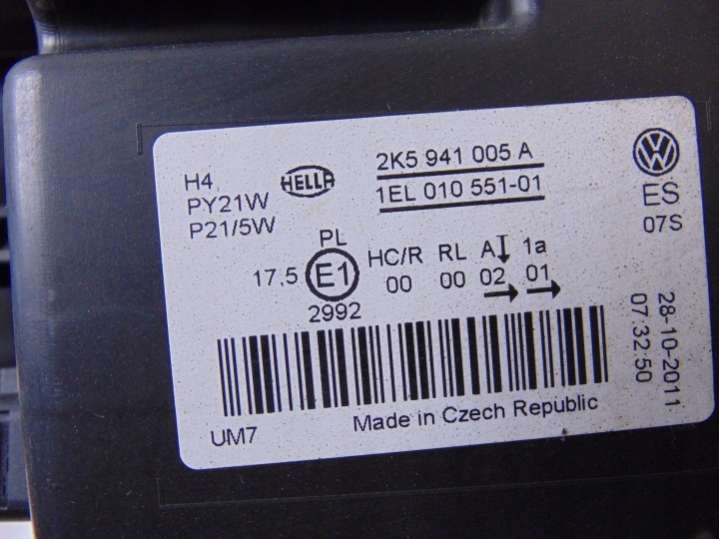 H4
PY21W
P21/5W
HELLA
2K5 941 005 A
1EL 010 551-01
VW
ES
07S
PL
17,5 E1
2992
HC/R RL A 1a
00 00 02 01
28-10-2011
07:32:50
UM7
Made in Czech Republic